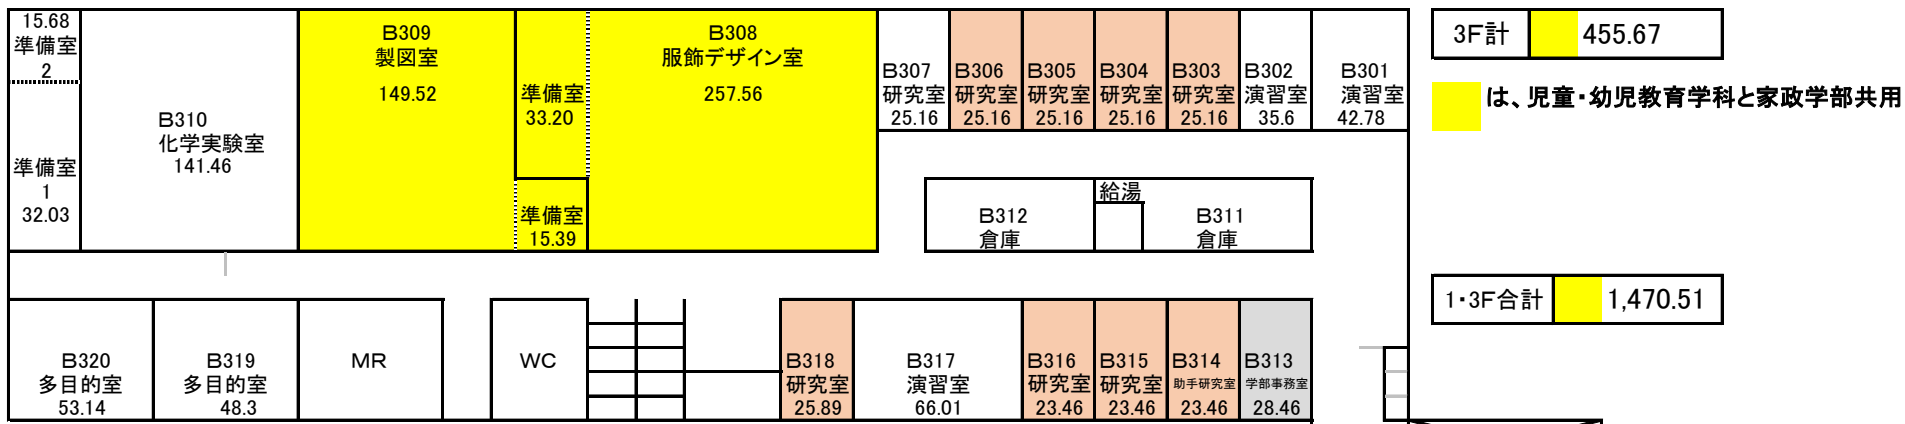 15.68
準備室
2
準備室
1
32.03
B310
化学実験室
141.46
B309
製図室
149.52
準備室
33.20
準備室
15.39
B308
服飾デザイン室
257.56
B307
研究室
25.16
B306
研究室
25.16
B305
研究室
25.16
B304
研究室
25.16
B303
研究室
25.16
B302
演習室
35.6
B301
演習室
42.78
3F計 455.67
は、児童・幼児教育学科と家政学部共用
B312
倉庫
給湯
B311
倉庫
1・3F合計 1,470.51
B320
多目的室
53.14
B319
多目的室
48.3
MR
WC
B318
研究室
25.89
B317
演習室
66.01
B316
研究室
23.46
B315
研究室
23.46
B314
助手研究室
23.46
B313
学部事務室
28.46